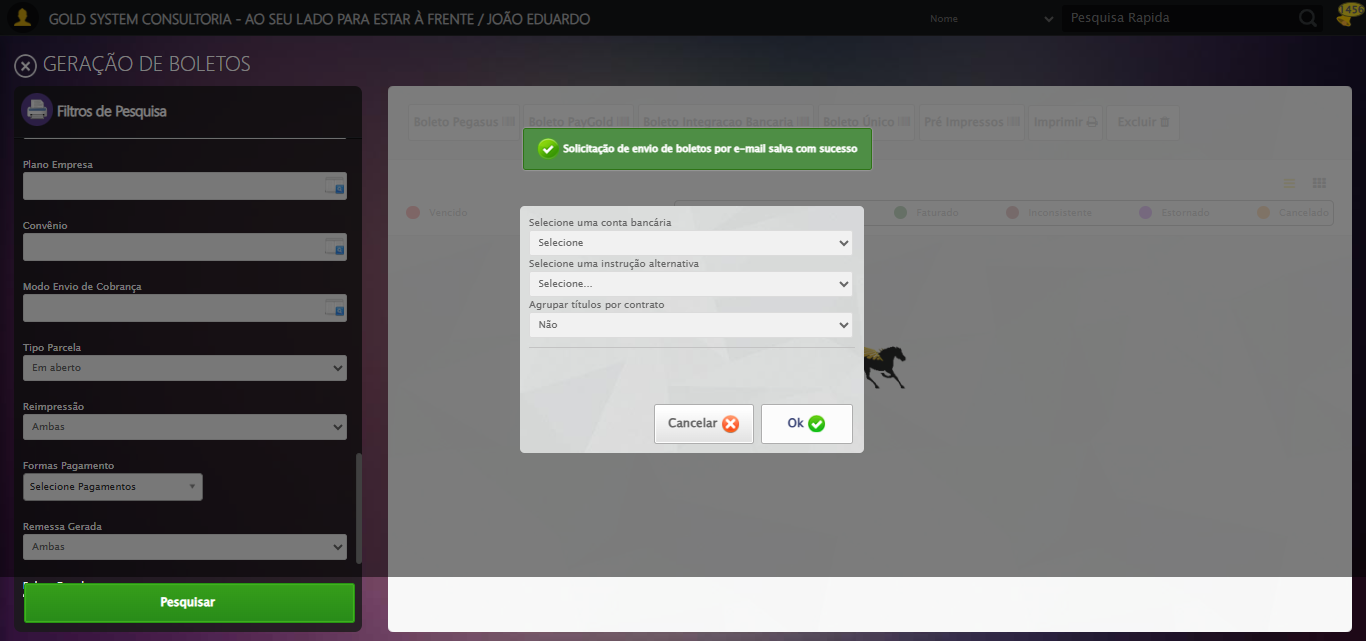 GOLD SYSTEM CONSULTORIA - AO SEU LADO PARA ESTAR À FRENTE / JOÃO EDUARDO
Nome
Pesquisa Rapida
1456
GERAÇÃO DE BOLETOS
Filtros de Pesquisa
Plano Empresa
Convênio
Modo Envio de Cobrança
Tipo Parcela
Em aberto
Reimpressão
Ambas
Formas Pagamento
Selecione Pagamentos
Remessa Gerada
Ambas
Pesquisar
Boleto Pegasus
Boleto PayGold
Boleto Integracao Bancaria
Boleto Único
Pré Impressos
Imprimir
Excluir
Solicitação de envio de boletos por e-mail salva com sucesso
Vencido
Faturado
Inconsistente
Estornado
Cancelado
Selecione uma conta bancária
Selecione
Selecione uma instrução alternativa
Selecione...
Agrupar títulos por contrato
Não
Cancelar
Ok